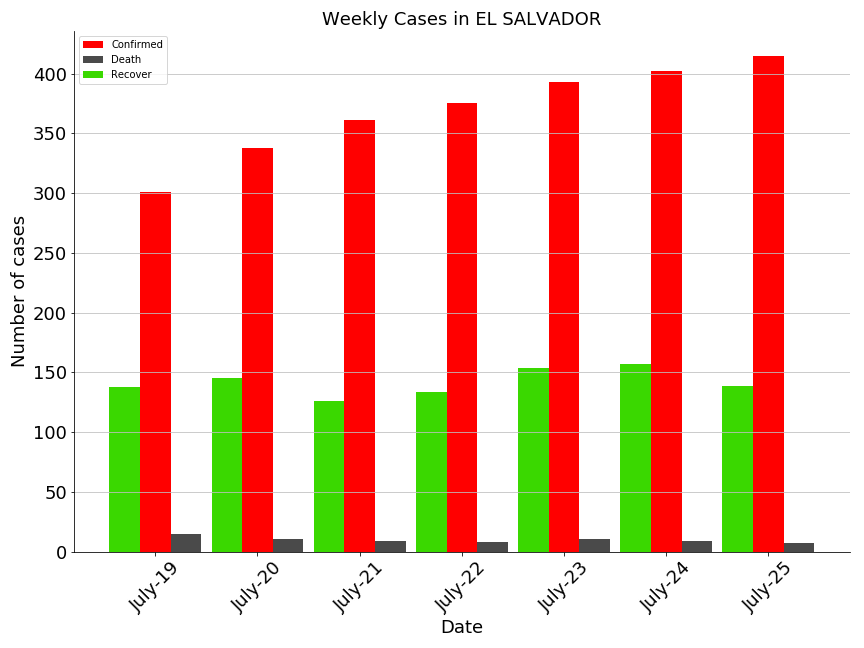 Weekly Cases in EL SALVADOR
Confirmed
Death
Recover
Number of cases
400
350
300
250
200
150
100
50
0
July-19
July-20
July-21
July-22
July-23
July-24
July-25
Date